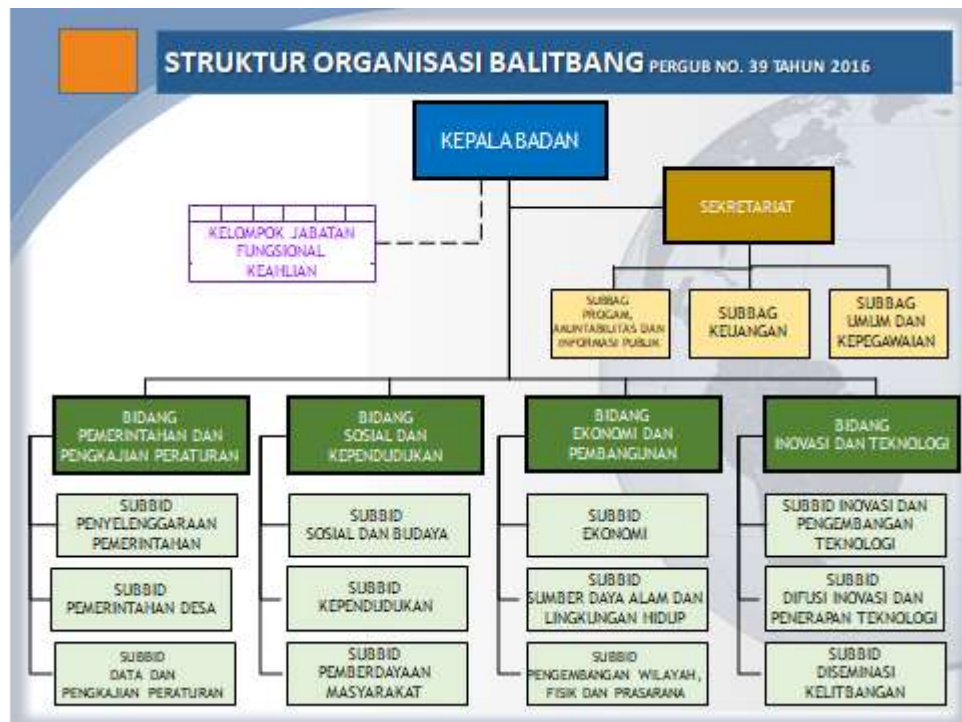 STRUKTUR ORGANISASI BALITBANG PERGUB NO. 39 TAHUN 2016
KEPALA BADAN
SEKRETARIAT
KELOMPOK JABATAN
FUNGSIONAL
KEAHLIAN
SUBBAG
PROGAM,
AKUNTABILITAS DAN
INFORMASI PUBLIK
SUBBAG
KEUANGAN
SUBBAG
UMUM DAN
KEPEGAWAIAN
BIDANG
PEMERINTAHAN DAN
PENGKAJIAN PERATURAN
BIDANG
SOSIAL DAN
KEPENDUDUKAN
BIDANG
EKONOMI DAN
PEMBANGUNAN
BIDANG
INOVASI DAN TEKNOLOGI
SUBBID
PENYELENGGARAAN
PEMERINTAHAN
SUBBID
SOSIAL DAN BUDAYA
SUBBID
EKONOMI
SUBBID INOVASI DAN
PENGEMBANGAN
TEKNOLOGI
SUBBID
PEMERINTAHAN DESA
SUBBID
KEPENDUDUKAN
SUBBID
SUMBER DAYA ALAM DAN
LINGKUNGAN HIDUP
SUBBID
DIFUSI INOVASI DAN
PENERAPAN TEKNOLOGI
SUBBID
DATA DAN
PENGKAJIAN PERATURAN
SUBBID
PEMBERDAYAAN
MASYARAKAT
SUBBID
PENGEMBANGAN WILAYAH,
FISIK DAN PRASARANA
SUBBID
DISEMINASI
KELITBANGAN